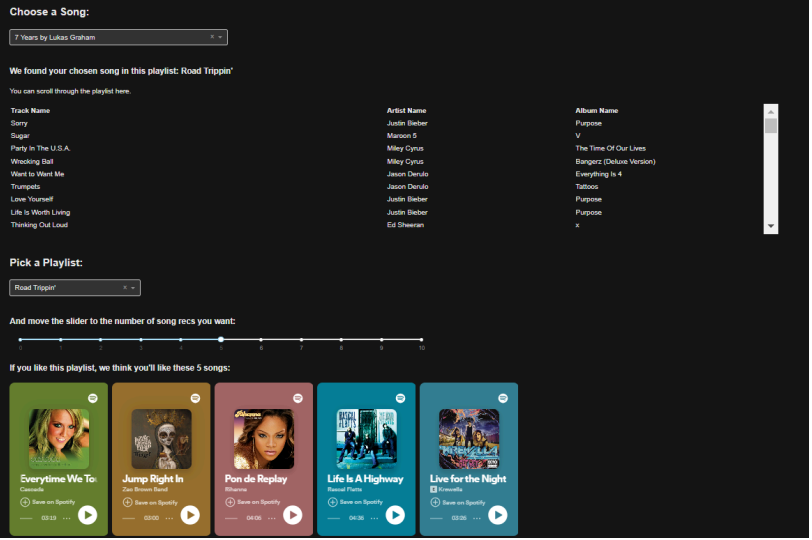 Choose a Song:
7 Years by Lukas Graham
We found your chosen song in this playlist: Road Trippin'
You can scroll through the playlist here.
Track Name Artist Name Album Name
Sorry Justin Bieber Purpose
Sugar Maroon 5 V
Party In The U.S.A. Miley Cyrus The Time Of Our Lives
Wrecking Ball Miley Cyrus Bangerz (Deluxe Version)
Want to Want Me Jason Derulo Everything Is 4
Trumpets Jason Derulo Tattoos
Love Yourself Justin Bieber Purpose
Life Is Worth Living Justin Bieber Purpose
Thinking Out Loud Ed Sheeran x
Pick a Playlist:
Road Trippin'
And move the slider to the number of song recs you want:
0 1 2 3 4 5 6 7 8 9 10
If you like this playlist, we think you'll like these 5 songs:
Everytime We Tou Jump Right In Pon de Replay Life Is A Highway Live for the Night
Cascada Zac Brown Band Rihanna Rascal Flatts E Krewella
Save on Spotify Save on Spotify Save on Spotify Save on Spotify Save on Spotify
03:19 03:00 04:06 04:36